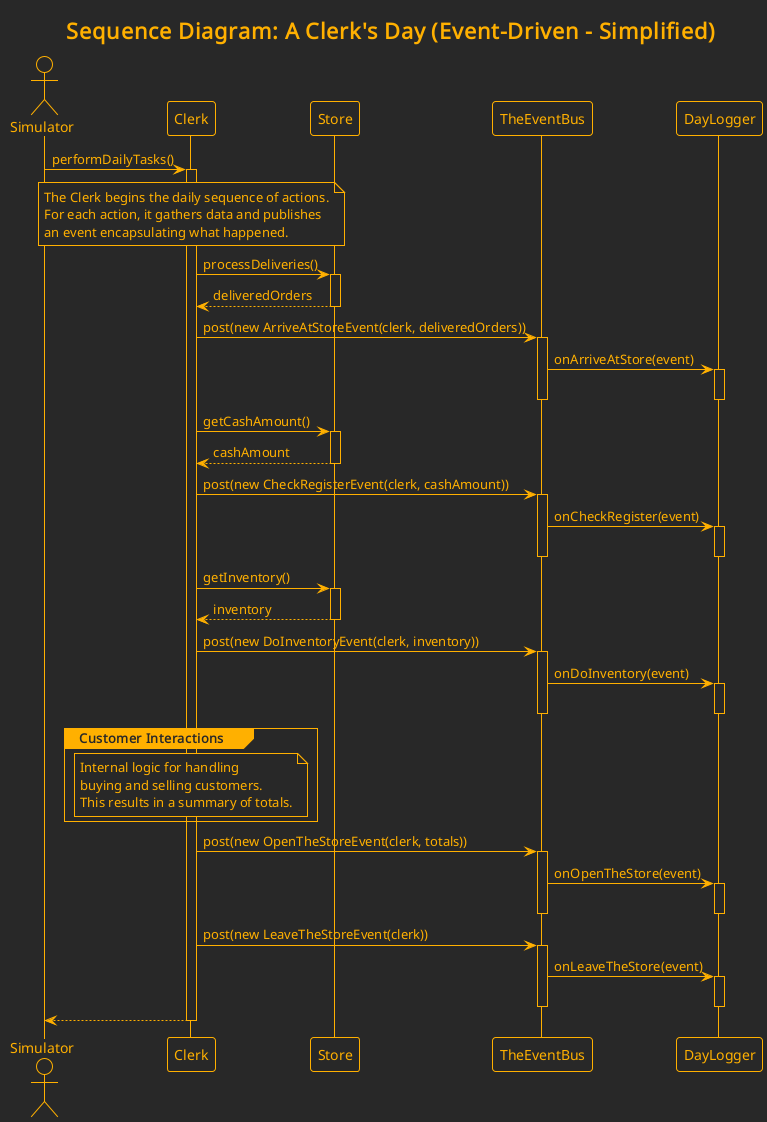 Sequence Diagram: A Clerk's Day (Event-Driven - Simplified)
Simulator
Clerk
Store
TheEventBus
DayLogger
performDailyTasks()
The Clerk begins the daily sequence of actions.
For each action, it gathers data and publishes
an event encapsulating what happened.
processDeliveries()
deliveredOrders
post(new ArriveAtStoreEvent(clerk, deliveredOrders))
onArriveAtStore(event)
getCashAmount()
cashAmount
post(new CheckRegisterEvent(clerk, cashAmount))
onCheckRegister(event)
getInventory()
inventory
post(new DoInventoryEvent(clerk, inventory))
onDoInventory(event)
Customer Interactions
Internal logic for handling
buying and selling customers.
This results in a summary of totals.
post(new OpenTheStoreEvent(clerk, totals))
onOpenTheStore(event)
post(new LeaveTheStoreEvent(clerk))
onLeaveTheStore(event)
Simulator
Clerk
Store
TheEventBus
DayLogger